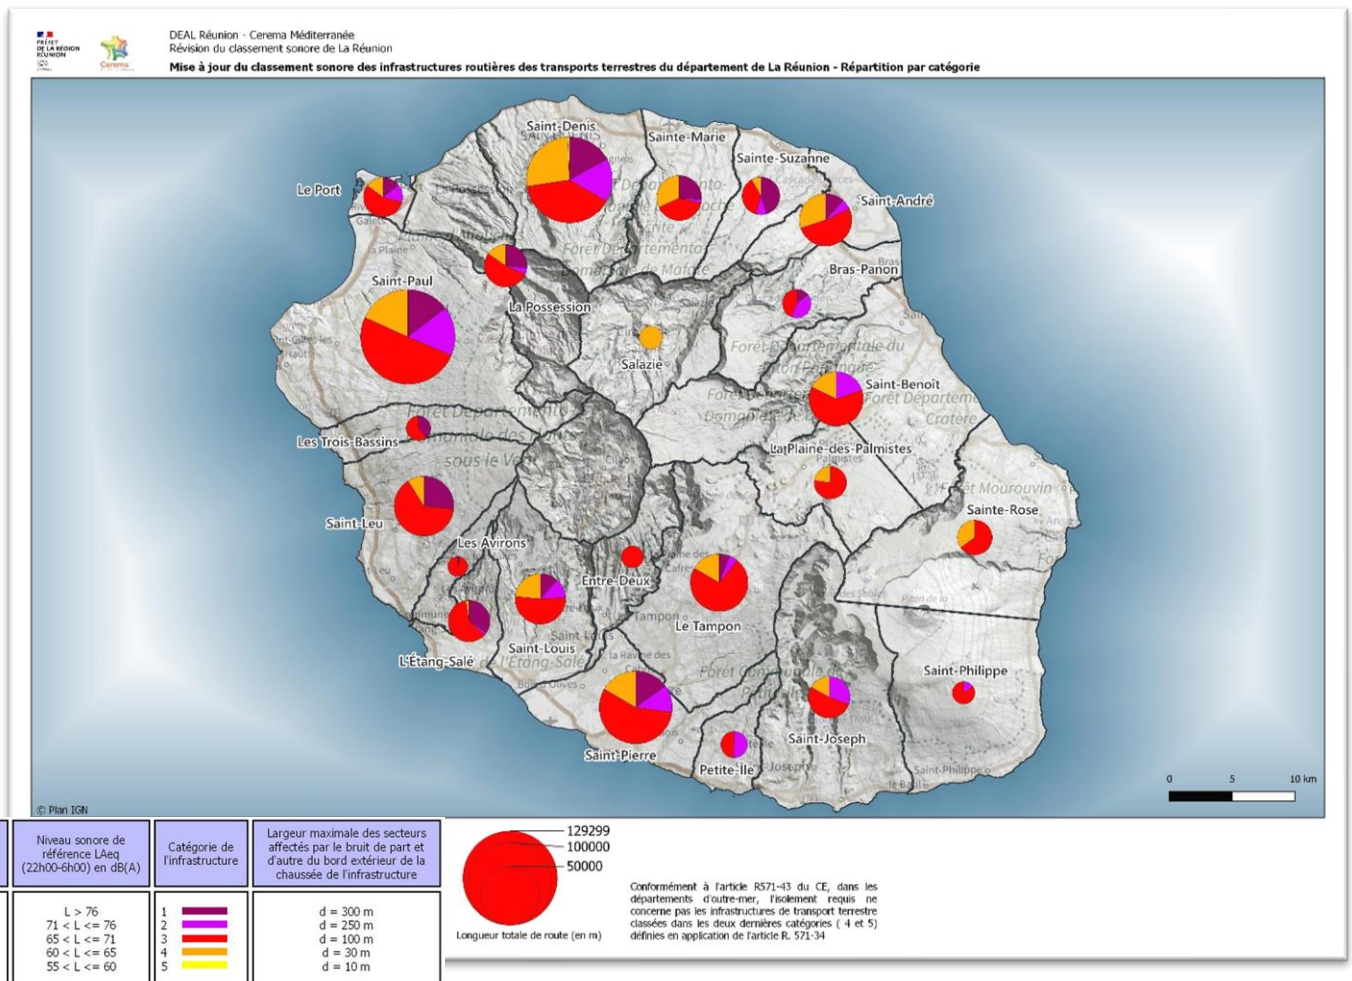 PRÉFET
DE LA RÉGION
RÉUNION
Cerema
DEAL Réunion - Cerema Méditerranée
Révision du classement sonore de La Réunion
Mise à jour du classement sonore des infrastructures routières des transports terrestres du département de La Réunion - Répartition par catégorie
Saint-Denis
Sainte-Marie
Sainte-Suzanne
Le Port
Saint-André
Bras-Panon
Saint-Paul
La Possession
Salazie
Saint-Benoît
Les Trois-Bassins
La Plaine-des-Palmistes
Saint-Leu
Sainte-Rose
Les Avirons
Entre-Deux
Le Tampon
L'Étang-Salé
Saint-Louis
Saint-Philippe
Saint-Pierre
Saint-Joseph
Petite-Île
0 5 10 km
© Plan IGN
Niveau sonore de
référence LAeq
(22h00-6h00) en dB(A)
Catégorie de
l'infrastructure
Largeur maximale des secteurs
affectés par le bruit de part et
d'autre du bord extérieur de la
chaussée de l'infrastructure
L > 76 1 d = 300 m
71 < L <= 76 2 d = 250 m
65 < L <= 71 3 d = 100 m
60 < L <= 65 4 d = 30 m
55 < L <= 60 5 d = 10 m
129299
100000
50000
Longueur totale de route (en m)
Conformément à l'article R571-43 du CE, dans les
départements d'outre-mer, l'isolement requis ne
concerne pas les infrastructures de transport terrestre
classées dans les deux dernières catégories ( 4 et 5)
définies en application de l'article R. 571-34